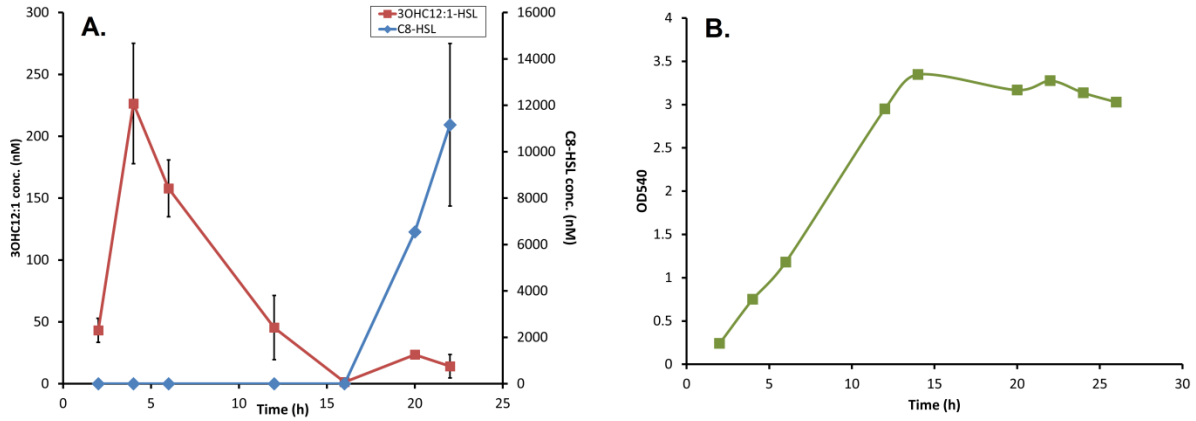 A.
3OHC12:1-HSL
C8-HSL
300
250
200
150
100
50
0
3OHC12:1 conc. (nM)
16000
14000
12000
10000
8000
6000
4000
2000
0
C8-HSL conc. (nM)
0 5 10 15 20 25
Time (h)
B.
4
3.5
3
2.5
2
1.5
1
0.5
0
OD540
0 5 10 15 20 25 30
Time (h)